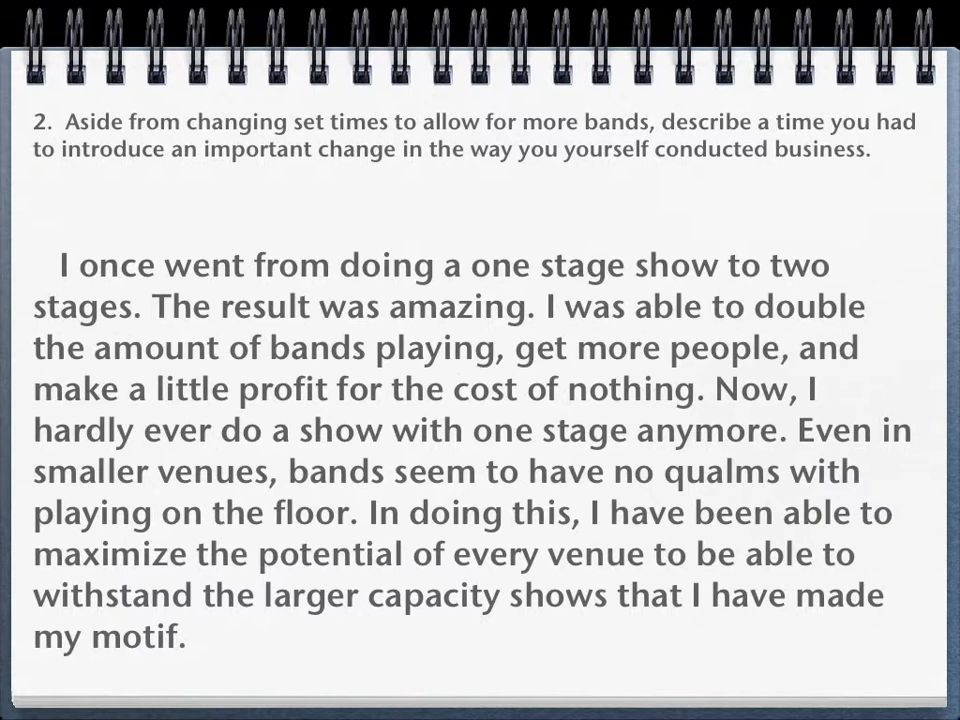 2.  Aside from changing set times to allow for more bands, describe a time you had
to introduce an important change in the way you yourself conducted business.
I once went from doing a one stage show to two
stages. The result was amazing. I was able to double
the amount of bands playing, get more people, and
make a little profit for the cost of nothing. Now, I
hardly ever do a show with one stage anymore. Even in
smaller venues, bands seem to have no qualms with
playing on the floor. In doing this, I have been able to
maximize the potential of every venue to be able to
withstand the larger capacity shows that I have made
my motif.